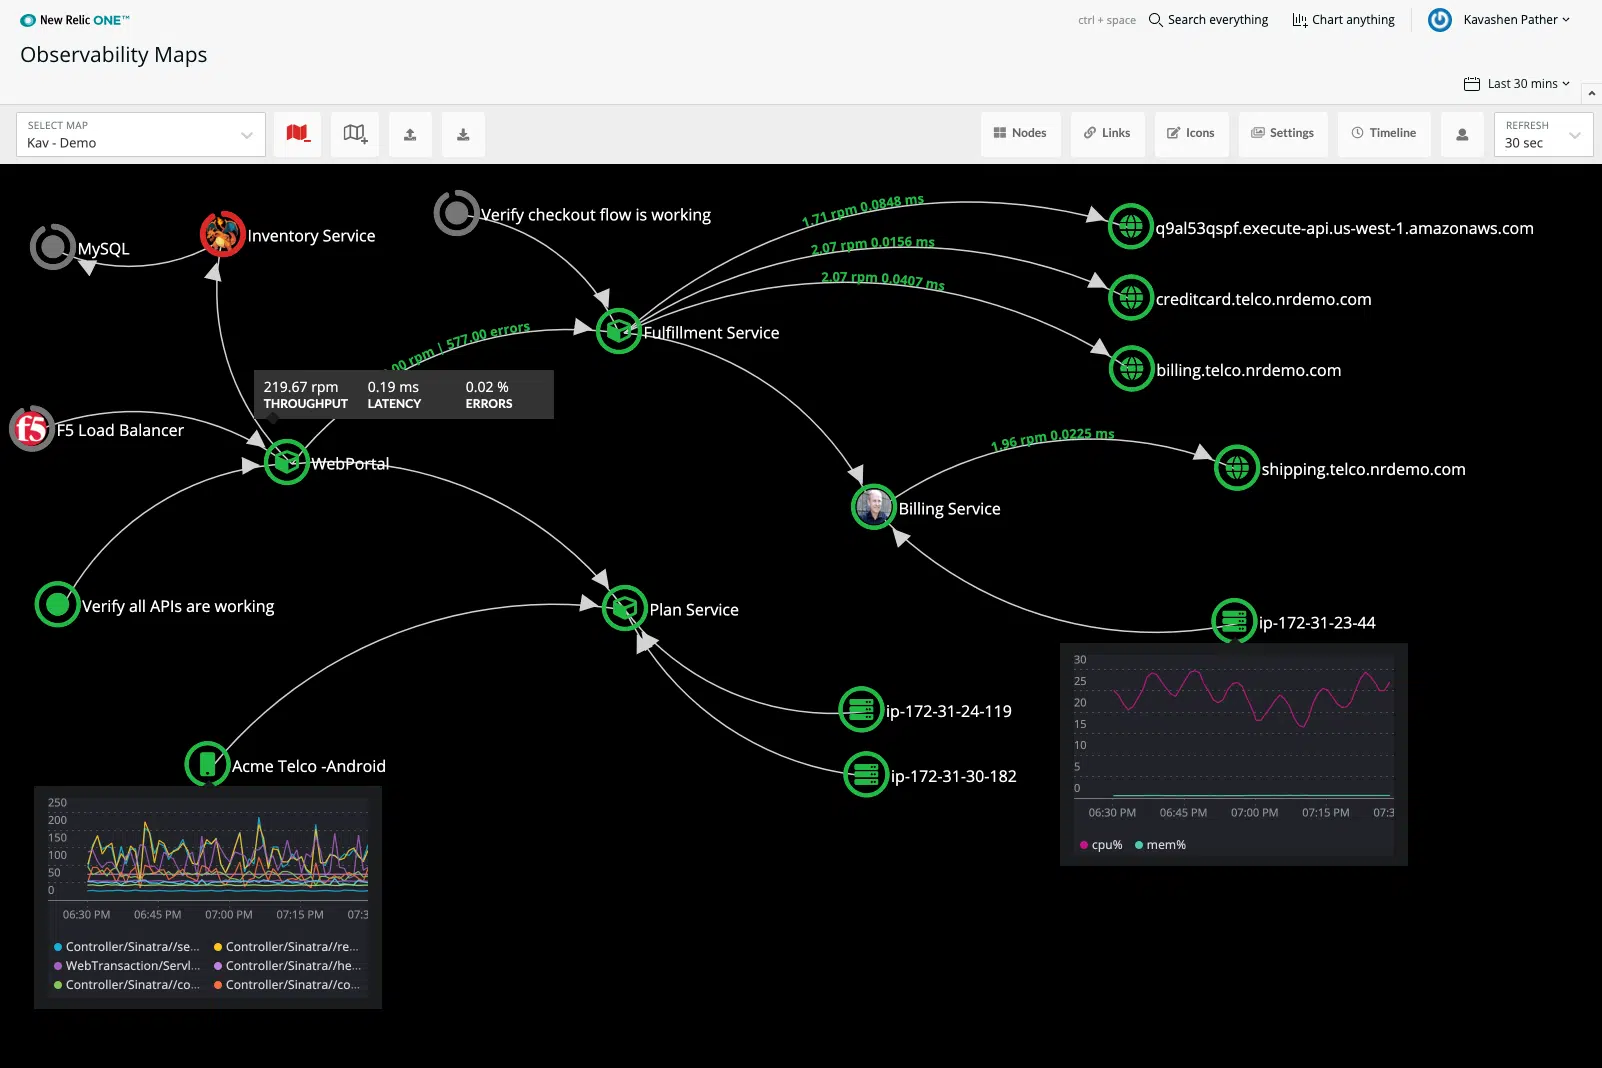 New Relic ONE™
ctrl + space
Search everything
Chart anything
Kavashen Pather
Observability Maps
Last 30 mins
SELECT MAP
Kav - Demo
Nodes
Links
Icons
Settings
Timeline
REFRESH
30 sec
MySQL
Inventory Service
Verify checkout flow is working
1.71 rpm 0.0848 ms
q9al53qspf.execute-api.us-west-1.amazonaws.com
2.07 rpm 0.0156 ms
creditcard.telco.nrdemo.com
2.07 rpm 0.0407 ms
billing.telco.nrdemo.com
Fulfillment Service
rpm | 577.00 errors
219.67 rpm
THROUGHPUT
0.19 ms
LATENCY
0.02 %
ERRORS
f5
F5 Load Balancer
WebPortal
1.96 rpm 0.0225 ms
shipping.telco.nrdemo.com
Billing Service
Verify all APIs are working
Plan Service
ip-172-31-23-44
ip-172-31-24-119
ip-172-31-30-182
Acme Telco -Android
30
25
20
15
10
5
0
06:30 PM
06:45 PM
07:00 PM
07:15 PM
07:3
cpu%
mem%
250
200
150
100
50
0
06:30 PM
06:45 PM
07:00 PM
07:15 PM
07:3
Controller/Sinatra//se...
Controller/Sinatra//re...
WebTransaction/Servl...
Controller/Sinatra//he...
Controller/Sinatra//co...
Controller/Sinatra//co...